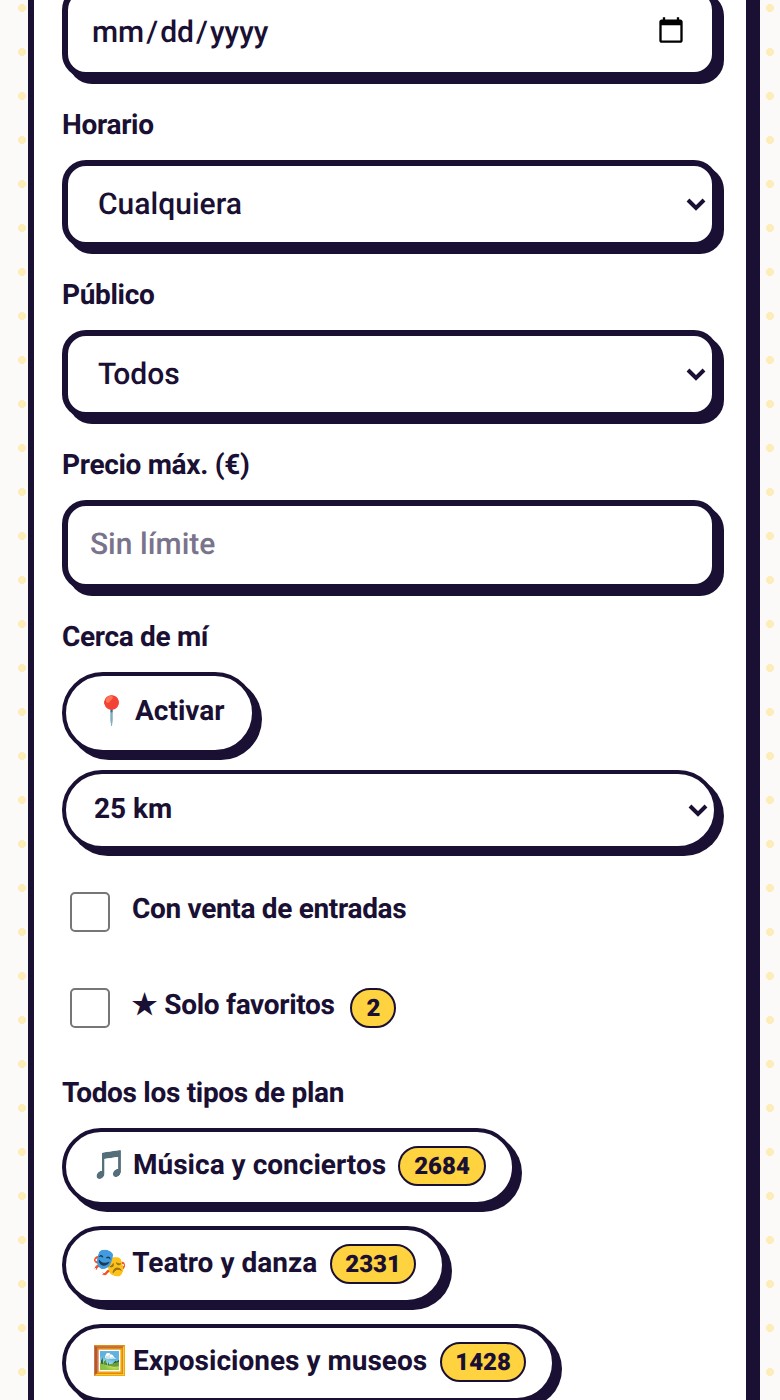 mm/dd/yyyy
Horario
Cualquiera
Público
Todos
Precio máx. (€)
Sin límite
Cerca de mí
📍 Activar
25 km
Con venta de entradas
★ Solo favoritos 2
Todos los tipos de plan
🎵 Música y conciertos 2684
🎭 Teatro y danza 2331
🖼️ Exposiciones y museos 1428